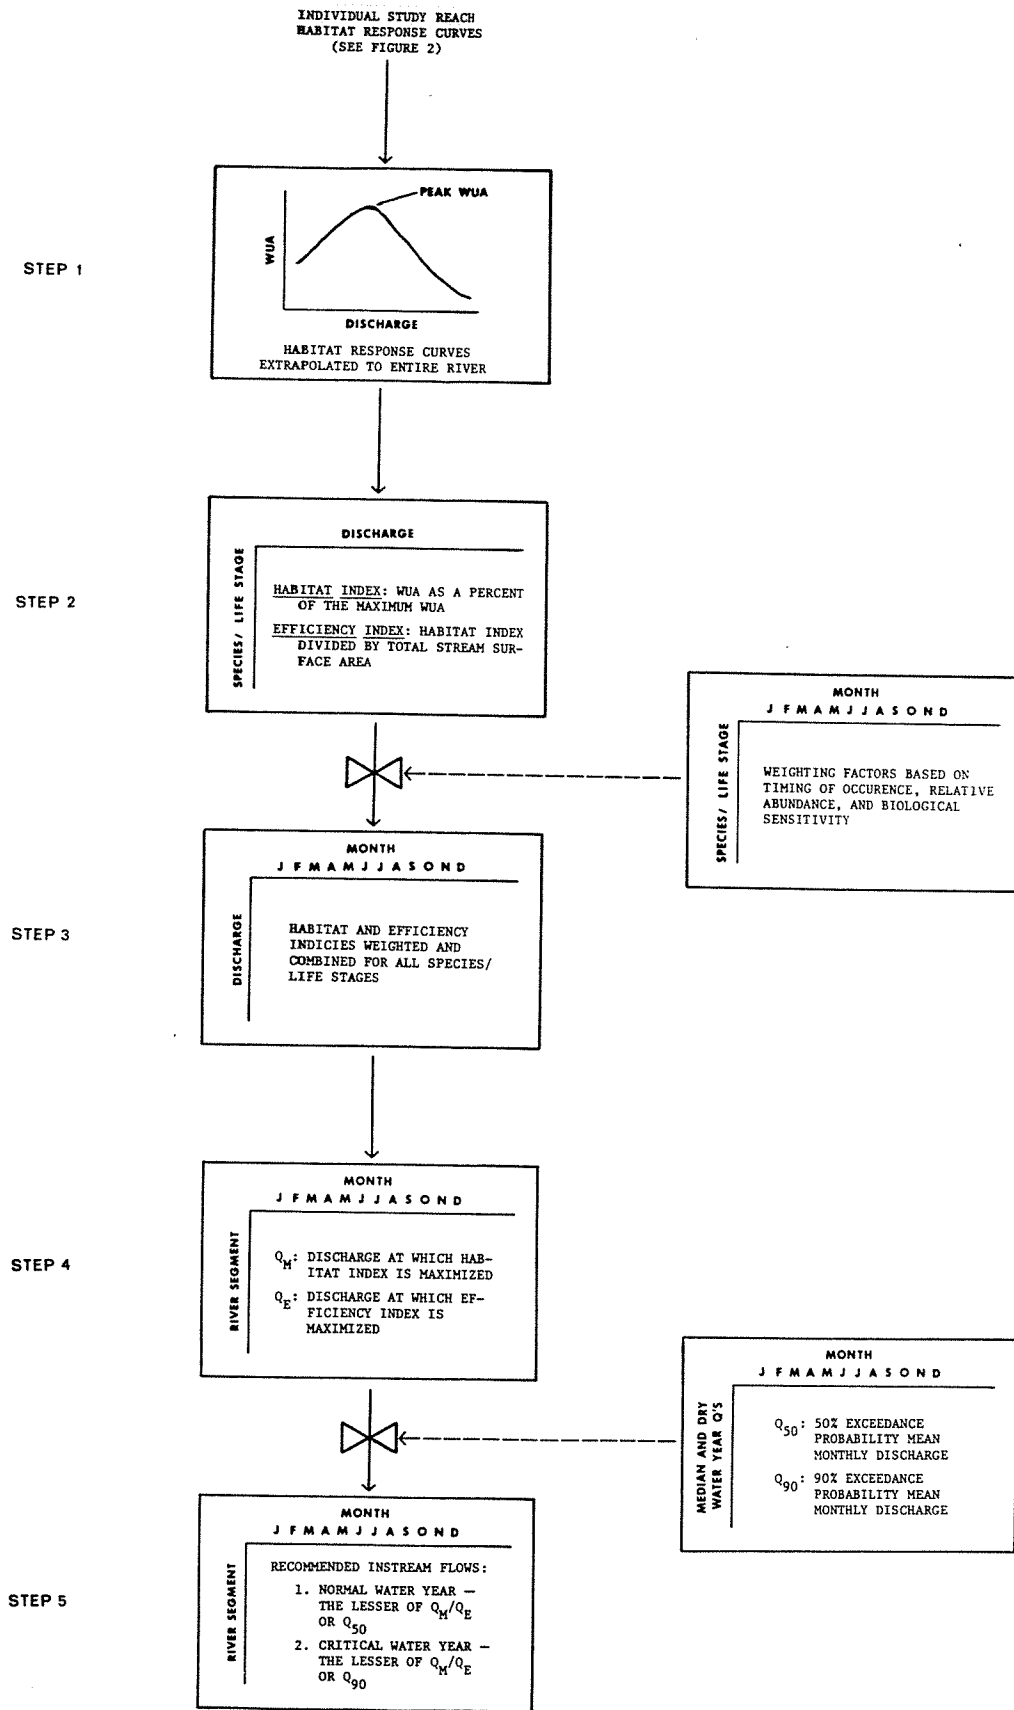 INDIVIDUAL STUDY REACH
HABITAT RESPONSE CURVES
(SEE FIGURE 2)
STEP 1
PEAK WUA
WUA
DISCHARGE
HABITAT RESPONSE CURVES
EXTRAPOLATED TO ENTIRE RIVER
STEP 2
DISCHARGE
SPECIES/ LIFE STAGE
HABITAT INDEX: WUA AS A PERCENT
OF THE MAXIMUM WUA
EFFICIENCY INDEX: HABITAT INDEX
DIVIDED BY TOTAL STREAM SUR-
FACE AREA
MONTH
J F M A M J J A S O N D
SPECIES/ LIFE STAGE
WEIGHTING FACTORS BASED ON
TIMING OF OCCURENCE, RELATIVE
ABUNDANCE, AND BIOLOGICAL
SENSITIVITY
STEP 3
MONTH
J F M A M J J A S O N D
DISCHARGE
HABITAT AND EFFICIENCY
INDICIES WEIGHTED AND
COMBINED FOR ALL SPECIES/
LIFE STAGES
STEP 4
MONTH
J F M A M J J A S O N D
RIVER SEGMENT
QM: DISCHARGE AT WHICH HAB-
ITAT INDEX IS MAXIMIZED
QE: DISCHARGE AT WHICH EF-
FICIENCY INDEX IS
MAXIMIZED
MONTH
J F M A M J J A S O N D
MEDIAN AND DRY
WATER YEAR Q'S
Q50: 50% EXCEEDANCE
PROBABILITY MEAN
MONTHLY DISCHARGE
Q90: 90% EXCEEDANCE
PROBABILITY MEAN
MONTHLY DISCHARGE
STEP 5
MONTH
J F M A M J J A S O N D
RIVER SEGMENT
RECOMMENDED INSTREAM FLOWS:
1. NORMAL WATER YEAR —
THE LESSER OF QM/QE
OR Q50
2. CRITICAL WATER YEAR —
THE LESSER OF QM/QE
OR Q90